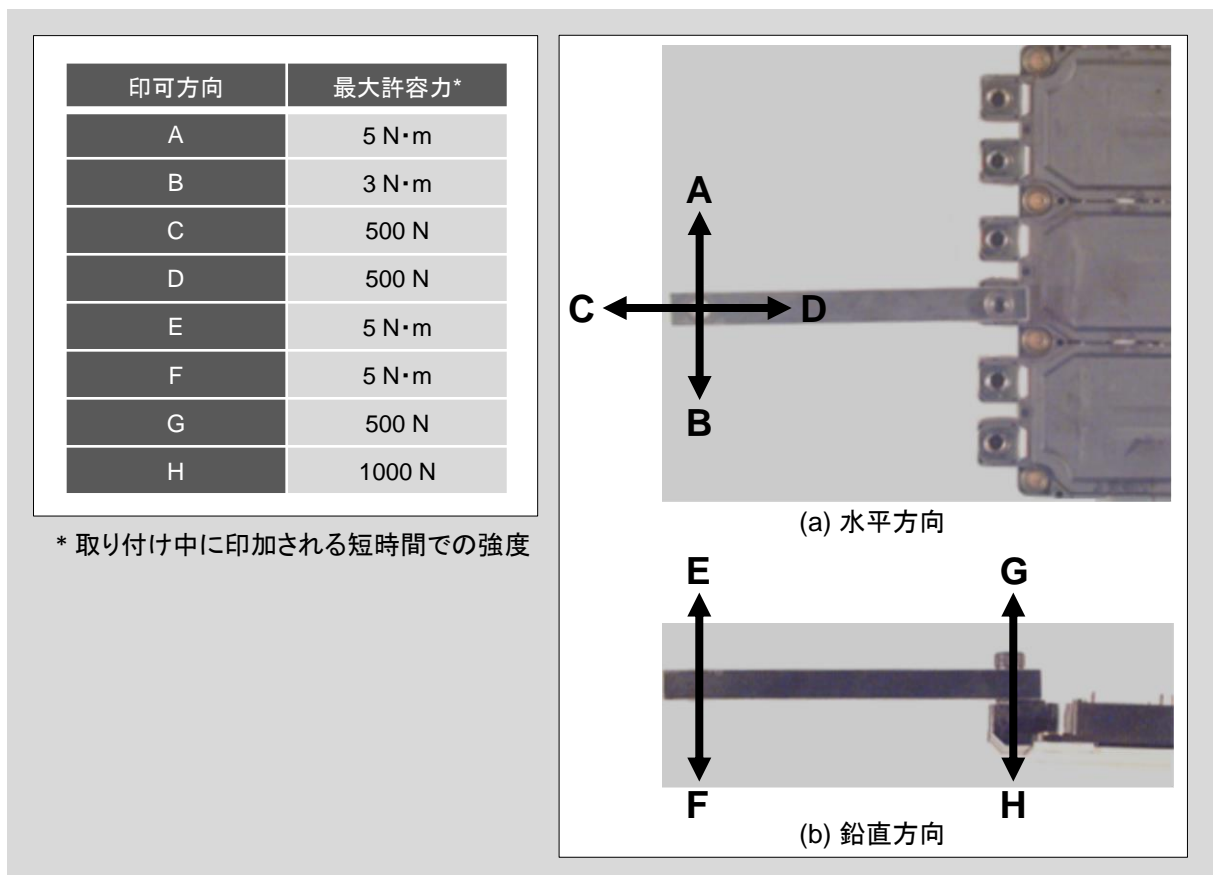 印可方向 最大許容力*
A 5 N・m
B 3 N・m
C 500 N
D 500 N
E 5 N・m
F 5 N・m
G 500 N
H 1000 N
* 取り付け中に印加される短時間での強度
A
C D
B
(a) 水平方向
E G
F H
(b) 鉛直方向